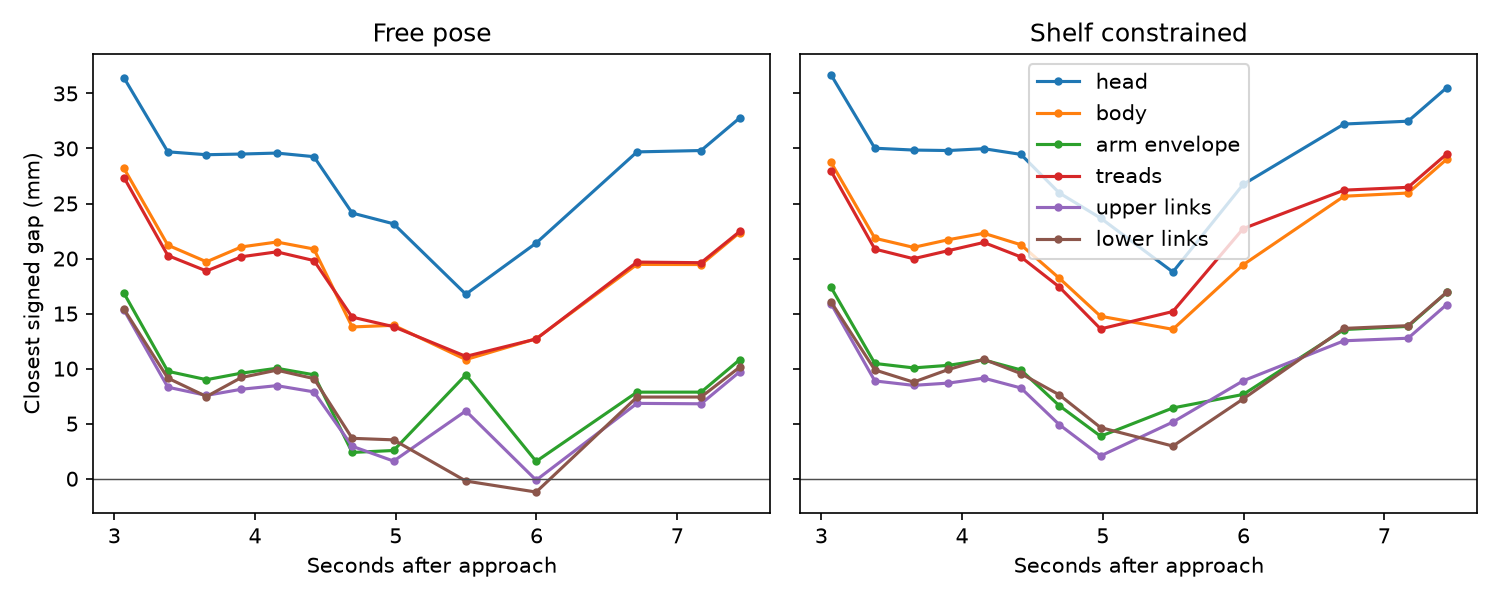 Free pose
Shelf constrained
Closest signed gap (mm)
35
30
25
20
15
10
5
0
3
4
5
6
7
Seconds after approach
head
body
arm envelope
treads
upper links
lower links
3
4
5
6
7
Seconds after approach